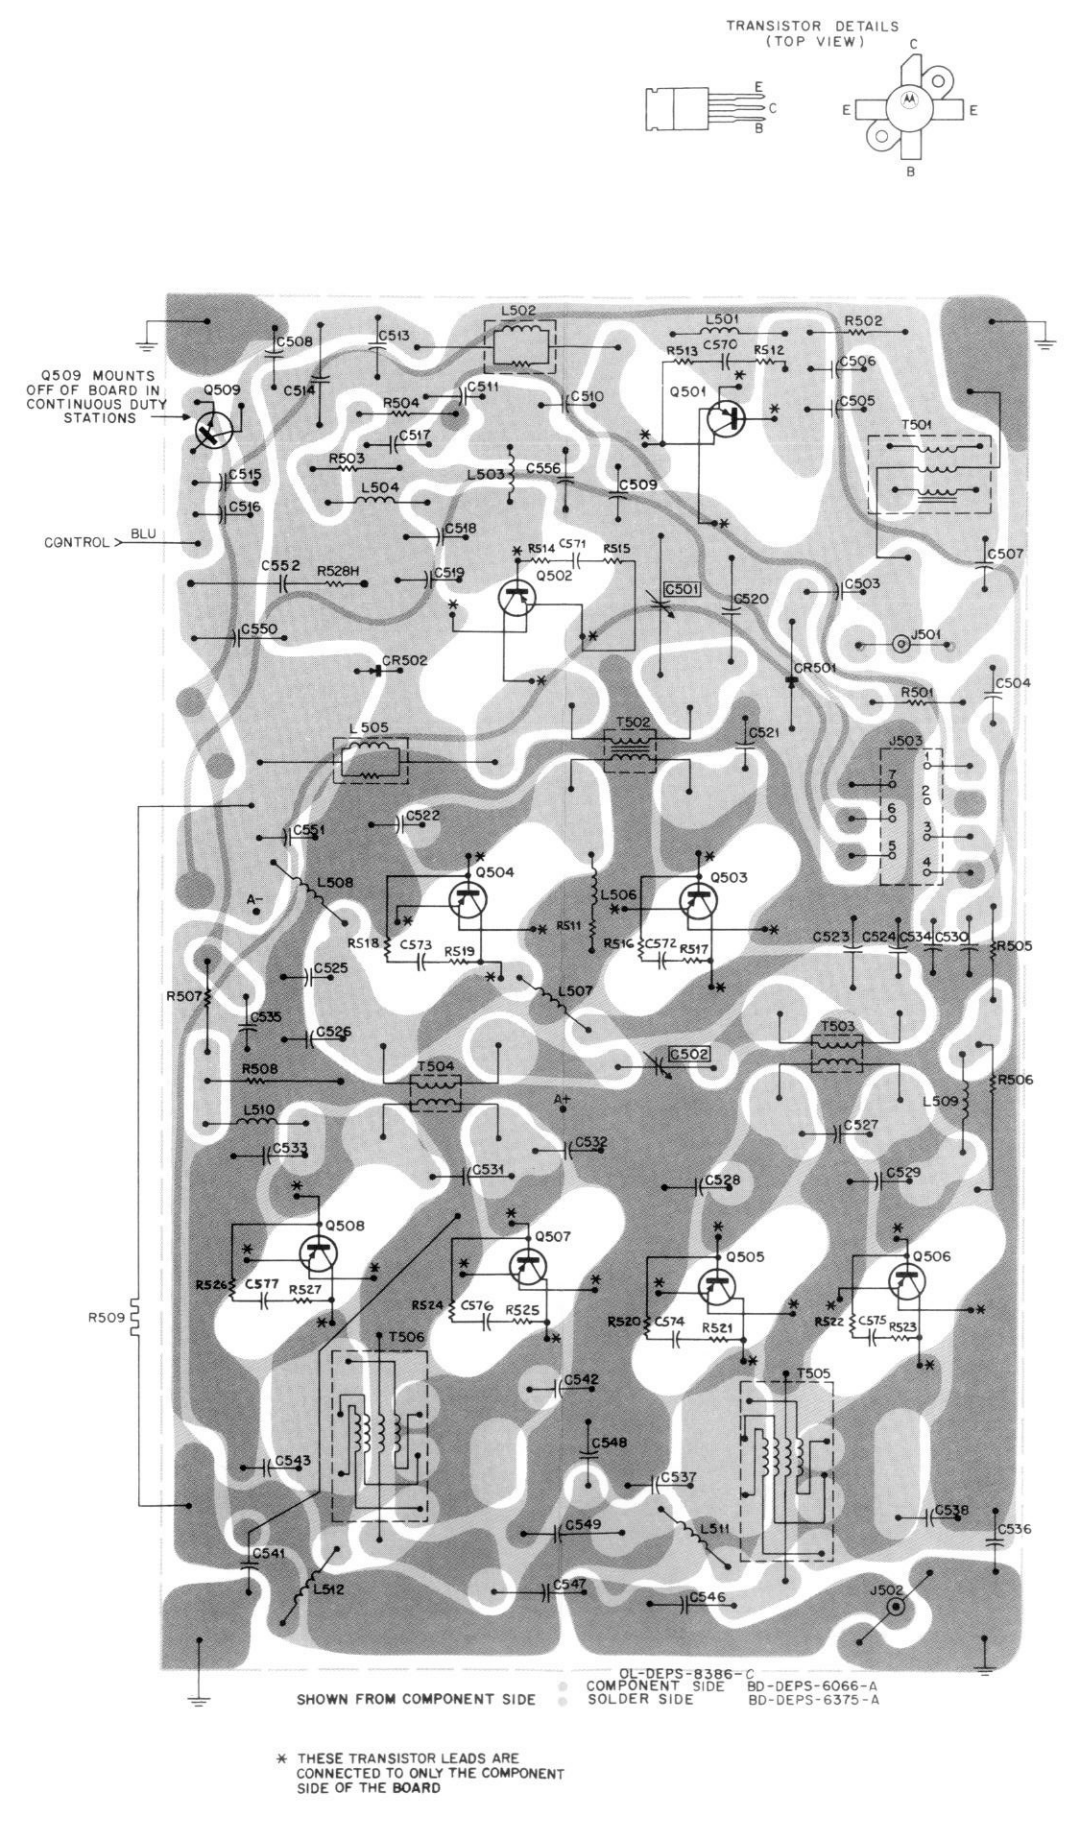 TRANSISTOR DETAILS
(TOP VIEW)
C
E
C
B
E
E
B
L502
L501
R502
C508
C513
R513
C570
R512
C506
Q509 MOUNTS
OFF OF BOARD IN
CONTINUOUS DUTY
STATIONS
Q509
C514
C511
R504
C510
Q501
C505
T501
C517
R503
L503
C556
C515
L504
C509
C516
CONTROL
BLU
C518
R514
C571
R515
C507
C552
R528H
C519
Q502
C501
C520
C503
C550
J501
CR502
CR501
C504
R501
L505
T502
C521
J503
1
7
2
6
3
5
4
C551
C522
L508
Q504
L506
Q503
A-
R511
R518
C573
R519
R516
C572
R517
C523
C524
C534
C530
R505
R507
C525
L507
C535
C526
T503
R508
T504
C502
R506
A+
L509
L510
C527
C533
C532
C531
C528
C529
Q508
Q507
Q505
Q506
R526
C577
R527
R524
C576
R525
R520
C574
R521
R522
C575
R523
R509
T506
C542
T505
C543
C548
C537
C549
L511
C538
C536
C541
L512
C547
C546
J502
OL-DEPS-8386-C
SHOWN FROM COMPONENT SIDE
COMPONENT SIDE BD-DEPS-6066-A
SOLDER SIDE BD-DEPS-6375-A
* THESE TRANSISTOR LEADS ARE
CONNECTED TO ONLY THE COMPONENT
SIDE OF THE BOARD